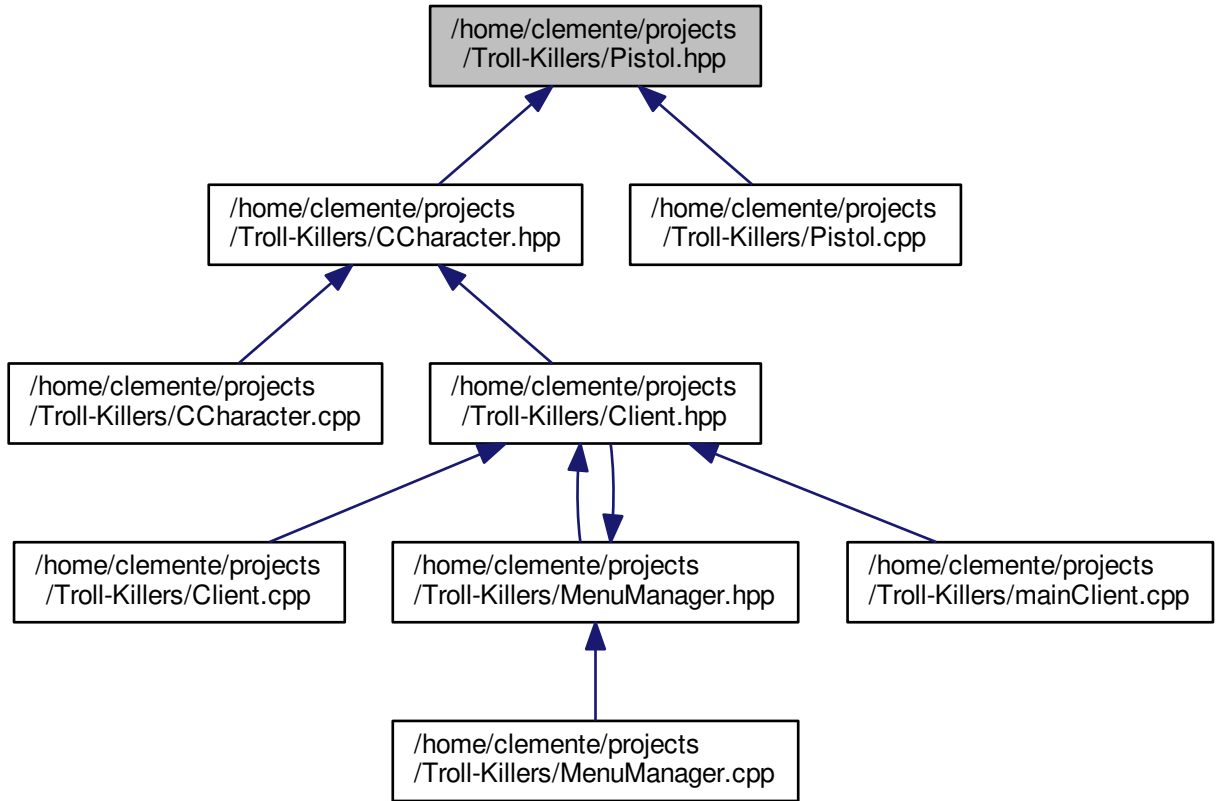 /home/clemente/projects
/Troll-Killers/Pistol.hpp
/home/clemente/projects
/Troll-Killers/CCharacter.hpp
/home/clemente/projects
/Troll-Killers/Pistol.cpp
/home/clemente/projects
/Troll-Killers/CCharacter.cpp
/home/clemente/projects
/Troll-Killers/Client.hpp
/home/clemente/projects
/Troll-Killers/Client.cpp
/home/clemente/projects
/Troll-Killers/MenuManager.hpp
/home/clemente/projects
/Troll-Killers/mainClient.cpp
/home/clemente/projects
/Troll-Killers/MenuManager.cpp